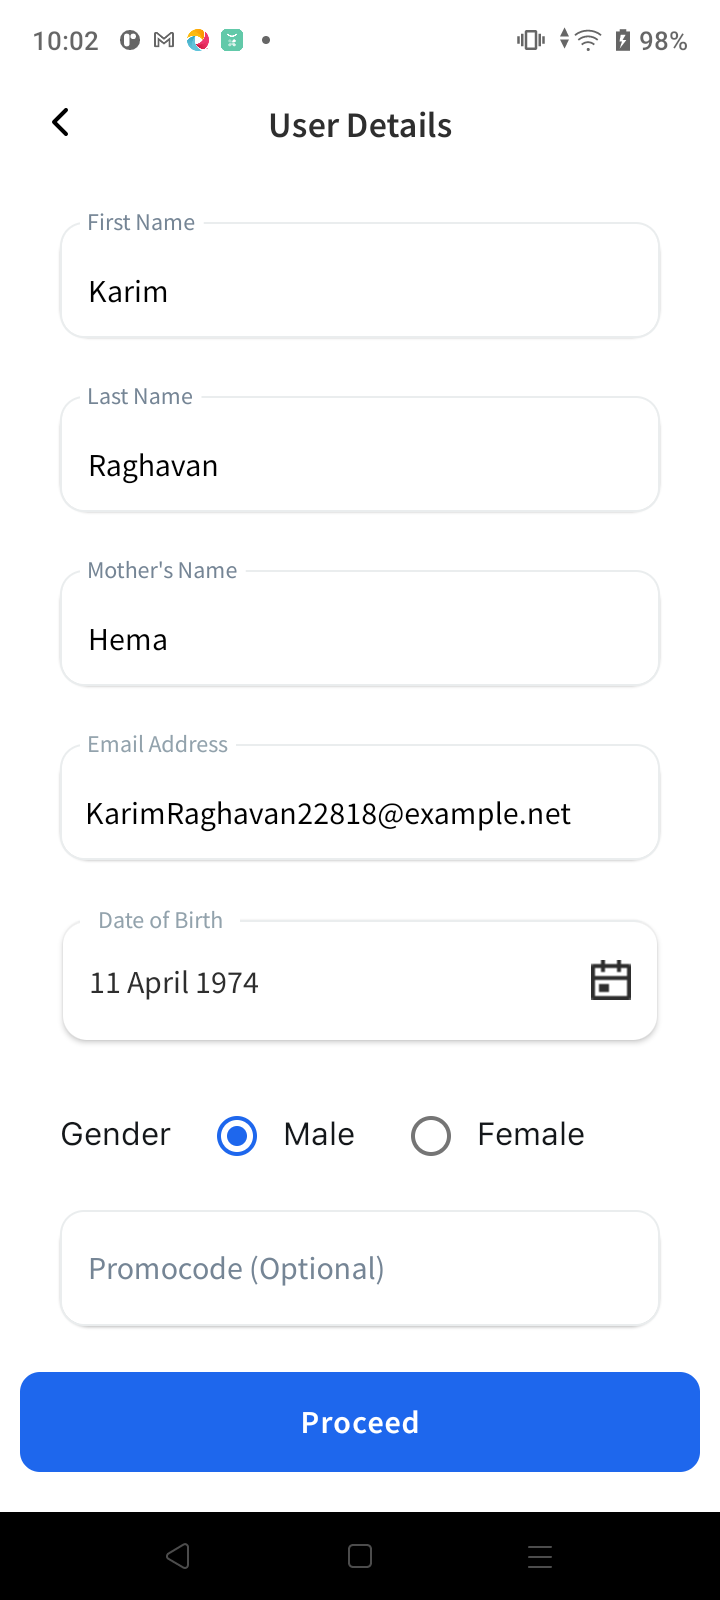 10:02 98%
User Details
First Name
Karim
Last Name
Raghavan
Mother's Name
Hema
Email Address
KarimRaghavan22818@example.net
Date of Birth
11 April 1974
Gender Male Female
Promocode (Optional)
Proceed